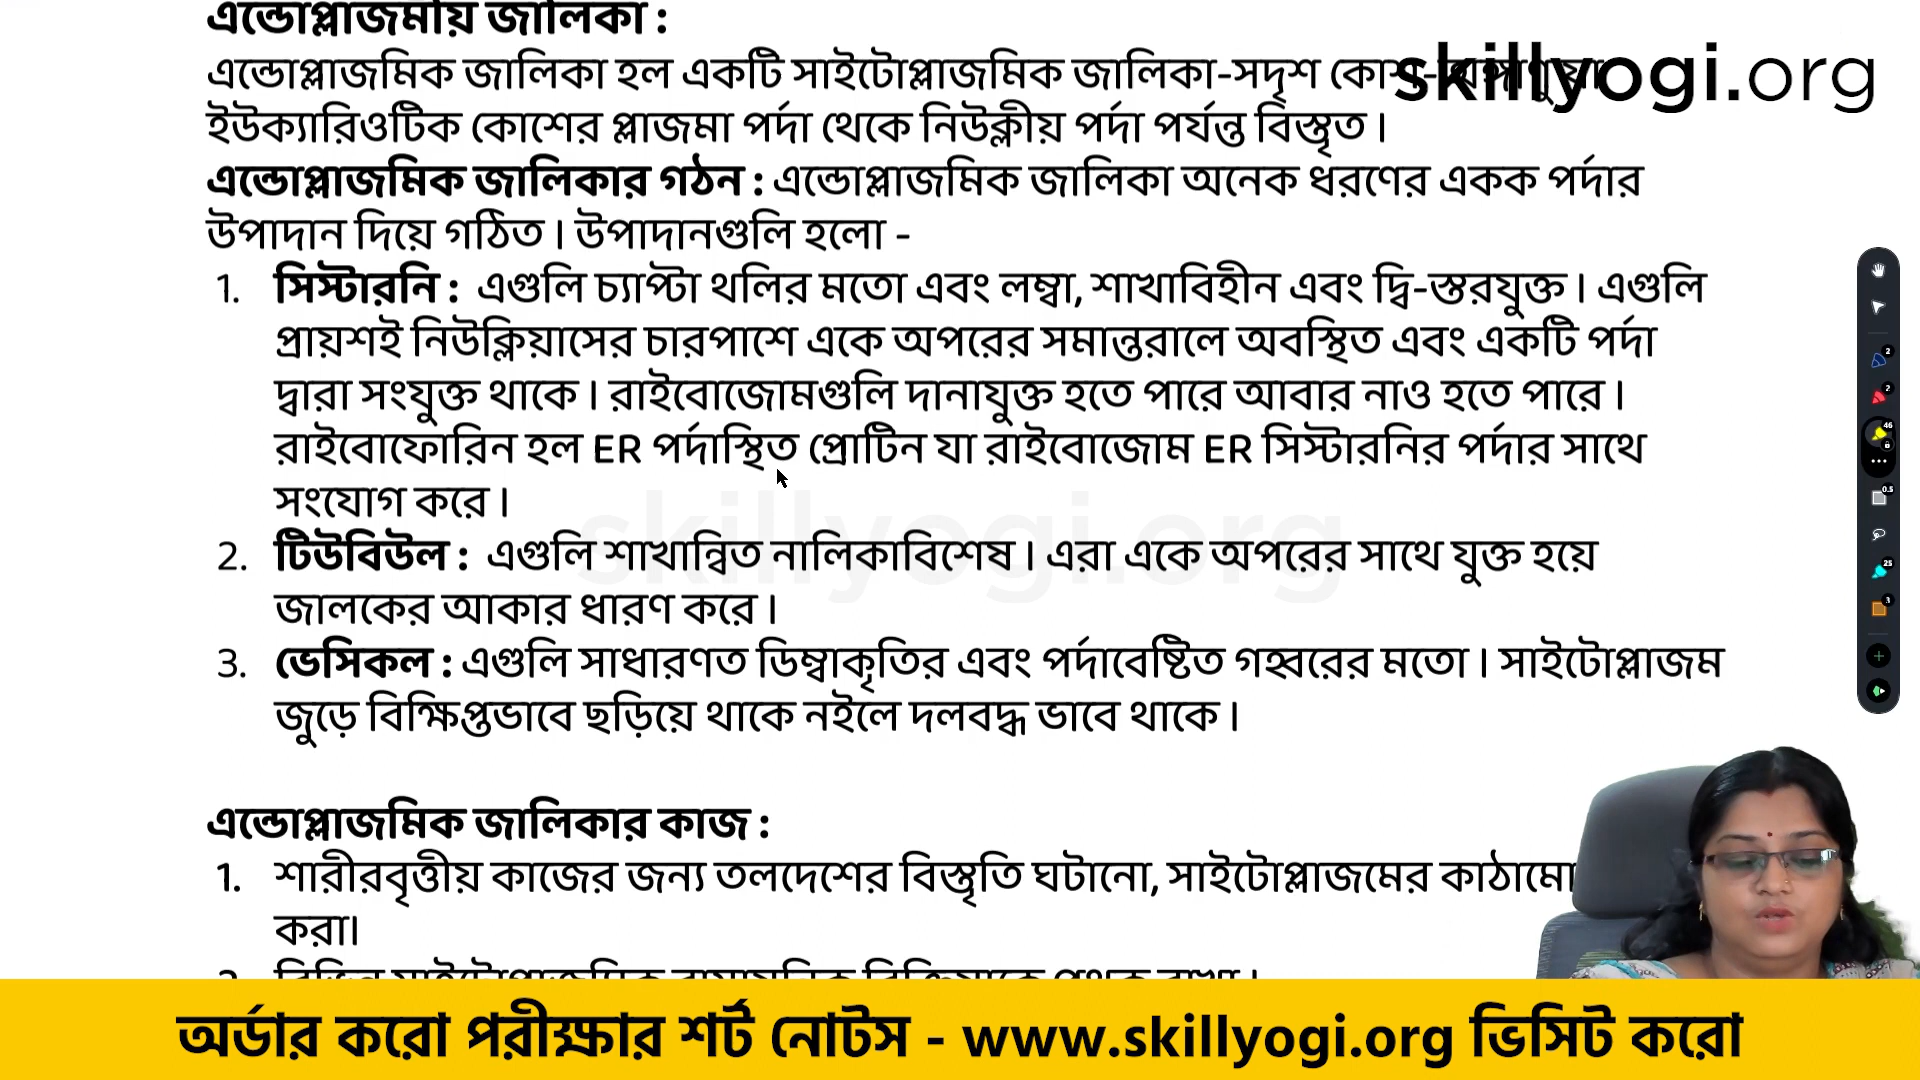 এন্ডোপ্লাজমীয় জালিকা :
skillyogi.org
এন্ডোপ্লাজমিক জালিকা হল একটি সাইটোপ্লাজমিক জালিকা-সদৃশ
ইউক্যারিওটিক কোশের প্লাজমা পর্দা থেকে নিউক্লীয় পর্দা পর্যন্ত বিস্তৃত ।
এন্ডোপ্লাজমিক জালিকার গঠন : এন্ডোপ্লাজমিক জালিকা অনেক ধরণের একক পর্দার
উপাদান দিয়ে গঠিত । উপাদানগুলি হলো -
1. সিস্টারনি : এগুলি চ্যাপ্টা থলির মতো এবং লম্বা, শাখাবিহীন এবং দ্বি-স্তরযুক্ত । এগুলি
প্রায়শই নিউক্লিয়াসের চারপাশে একে অপরের সমান্তরালে অবস্থিত এবং একটি পর্দা
দ্বারা সংযুক্ত থাকে । রাইবোজোমগুলি দানাযুক্ত হতে পারে আবার নাও হতে পারে ।
রাইবোফোরিন হল ER পর্দাস্থিত প্রোটিন যা রাইবোজোম ER সিস্টারনির পর্দার সাথে
সংযোগ করে ।
skillyogi.org
2. টিউবিউল : এগুলি শাখান্বিত নালিকাবিশেষ । এরা একে অপরের সাথে যুক্ত হয়ে
জালকের আকার ধারণ করে ।
3. ভেসিকল : এগুলি সাধারণত ডিম্বাকৃতির এবং পর্দাবেষ্টিত গহ্বরের মতো । সাইটোপ্লাজম
জুড়ে বিক্ষিপ্তভাবে ছড়িয়ে থাকে নইলে দলবদ্ধ ভাবে থাকে ।
এন্ডোপ্লাজমিক জালিকার কাজ :
1. শারীরবৃত্তীয় কাজের জন্য তলদেশের বিস্তৃতি ঘটানো, সাইটোপ্লাজমের কাঠামো
করা।
অর্ডার করো পরীক্ষার শর্ট নোটস - www.skillyogi.org ভিসিট করো